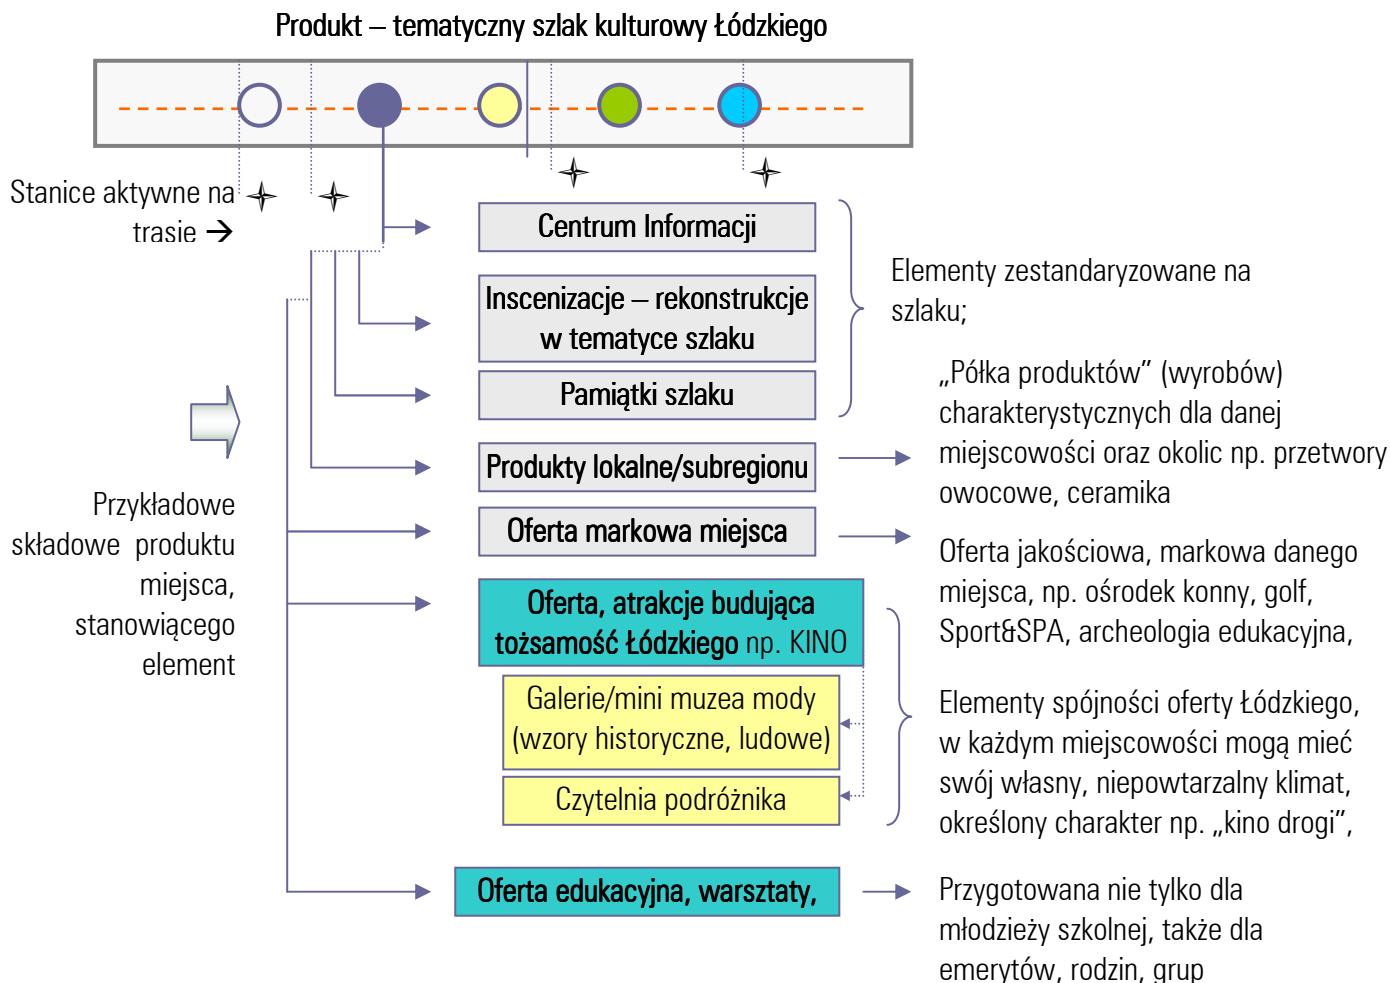 Produkt – tematyczny szlak kulturowy Łódzkiego
Stanice aktywne na
trasie →
Centrum Informacji
Inscenizacje – rekonstrukcje
w tematyce szlaku
Pamiątki szlaku
Elementy zestandaryzowane na
szlaku;
Produkty lokalne/subregionu
„Półka produktów” (wyrobów)
charakterystycznych dla danej
miejscowości oraz okolic np. przetwory
owocowe, ceramika
Przykładowe
składowe produktu
miejsca,
stanowiącego
element
Oferta markowa miejsca
Oferta jakościowa, markowa danego
miejsca, np. ośrodek konny, golf,
Sport&SPA, archeologia edukacyjna,
Oferta, atrakcje budująca
tożsamość Łódzkiego np. KINO
Galerie/mini muzea mody
(wzory historyczne, ludowe)
Czytelnia podróżnika
Elementy spójności oferty Łódzkiego,
w każdym miejscowości mogą mieć
swój własny, niepowtarzalny klimat,
określony charakter np. „kino drogi”,
Oferta edukacyjna, warsztaty,
Przygotowana nie tylko dla
młodzieży szkolnej, także dla
emerytów, rodzin, grup